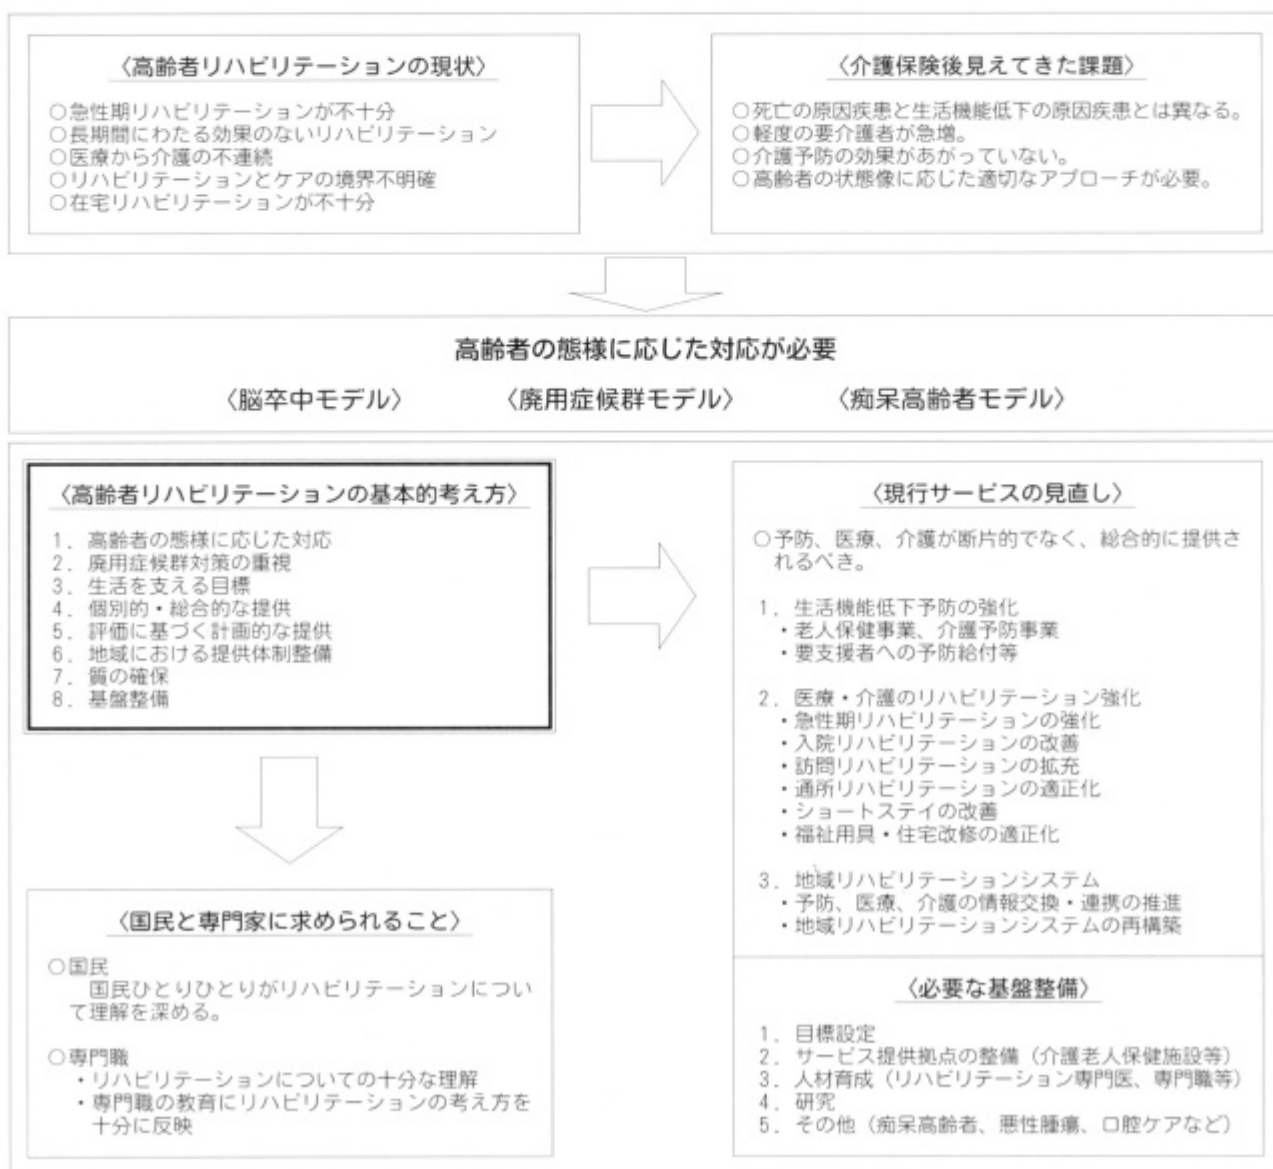 〈高齢者リハビリテーションの現状〉
○急性期リハビリテーションが不十分
○長期間にわたる効果のないリハビリテーション
○医療から介護の不連続
○リハビリテーションとケアの境界不明確
○在宅リハビリテーションが不十分
〈介護保険後見えてきた課題〉
○死亡の原因疾患と生活機能低下の原因疾患とは異なる。
○軽度の要介護者が急増。
○介護予防の効果があがっていない。
○高齢者の状態像に応じた適切なアプローチが必要。
高齢者の態様に応じた対応が必要
〈脳卒中モデル〉 〈廃用症候群モデル〉 〈痴呆高齢者モデル〉
〈高齢者リハビリテーションの基本的考え方〉
1．高齢者の態様に応じた対応
2．廃用症候群対策の重視
3．生活を支える目標
4．個別的・総合的な提供
5．評価に基づく計画的な提供
6．地域における提供体制整備
7．質の確保
8．基盤整備
〈国民と専門家に求められること〉
○国民
国民ひとりひとりがリハビリテーションについ
て理解を深める。
○専門職
・リハビリテーションについての十分な理解
・専門職の教育にリハビリテーションの考え方を
十分に反映
〈現行サービスの見直し〉
○予防、医療、介護が断片的でなく、総合的に提供さ
れるべき。
1．生活機能低下予防の強化
・老人保健事業、介護予防事業
・要支援者への予防給付等
2．医療・介護のリハビリテーション強化
・急性期リハビリテーションの強化
・入院リハビリテーションの改善
・訪問リハビリテーションの拡充
・通所リハビリテーションの適正化
・ショートステイの改善
・福祉用具・住宅改修の適正化
3．地域リハビリテーションシステム
・予防、医療、介護の情報交換・連携の推進
・地域リハビリテーションシステムの再構築
〈必要な基盤整備〉
1．目標設定
2．サービス提供拠点の整備（介護老人保健施設等）
3．人材育成（リハビリテーション専門医、専門職等）
4．研究
5．その他（痴呆高齢者、悪性腫瘍、口腔ケアなど）